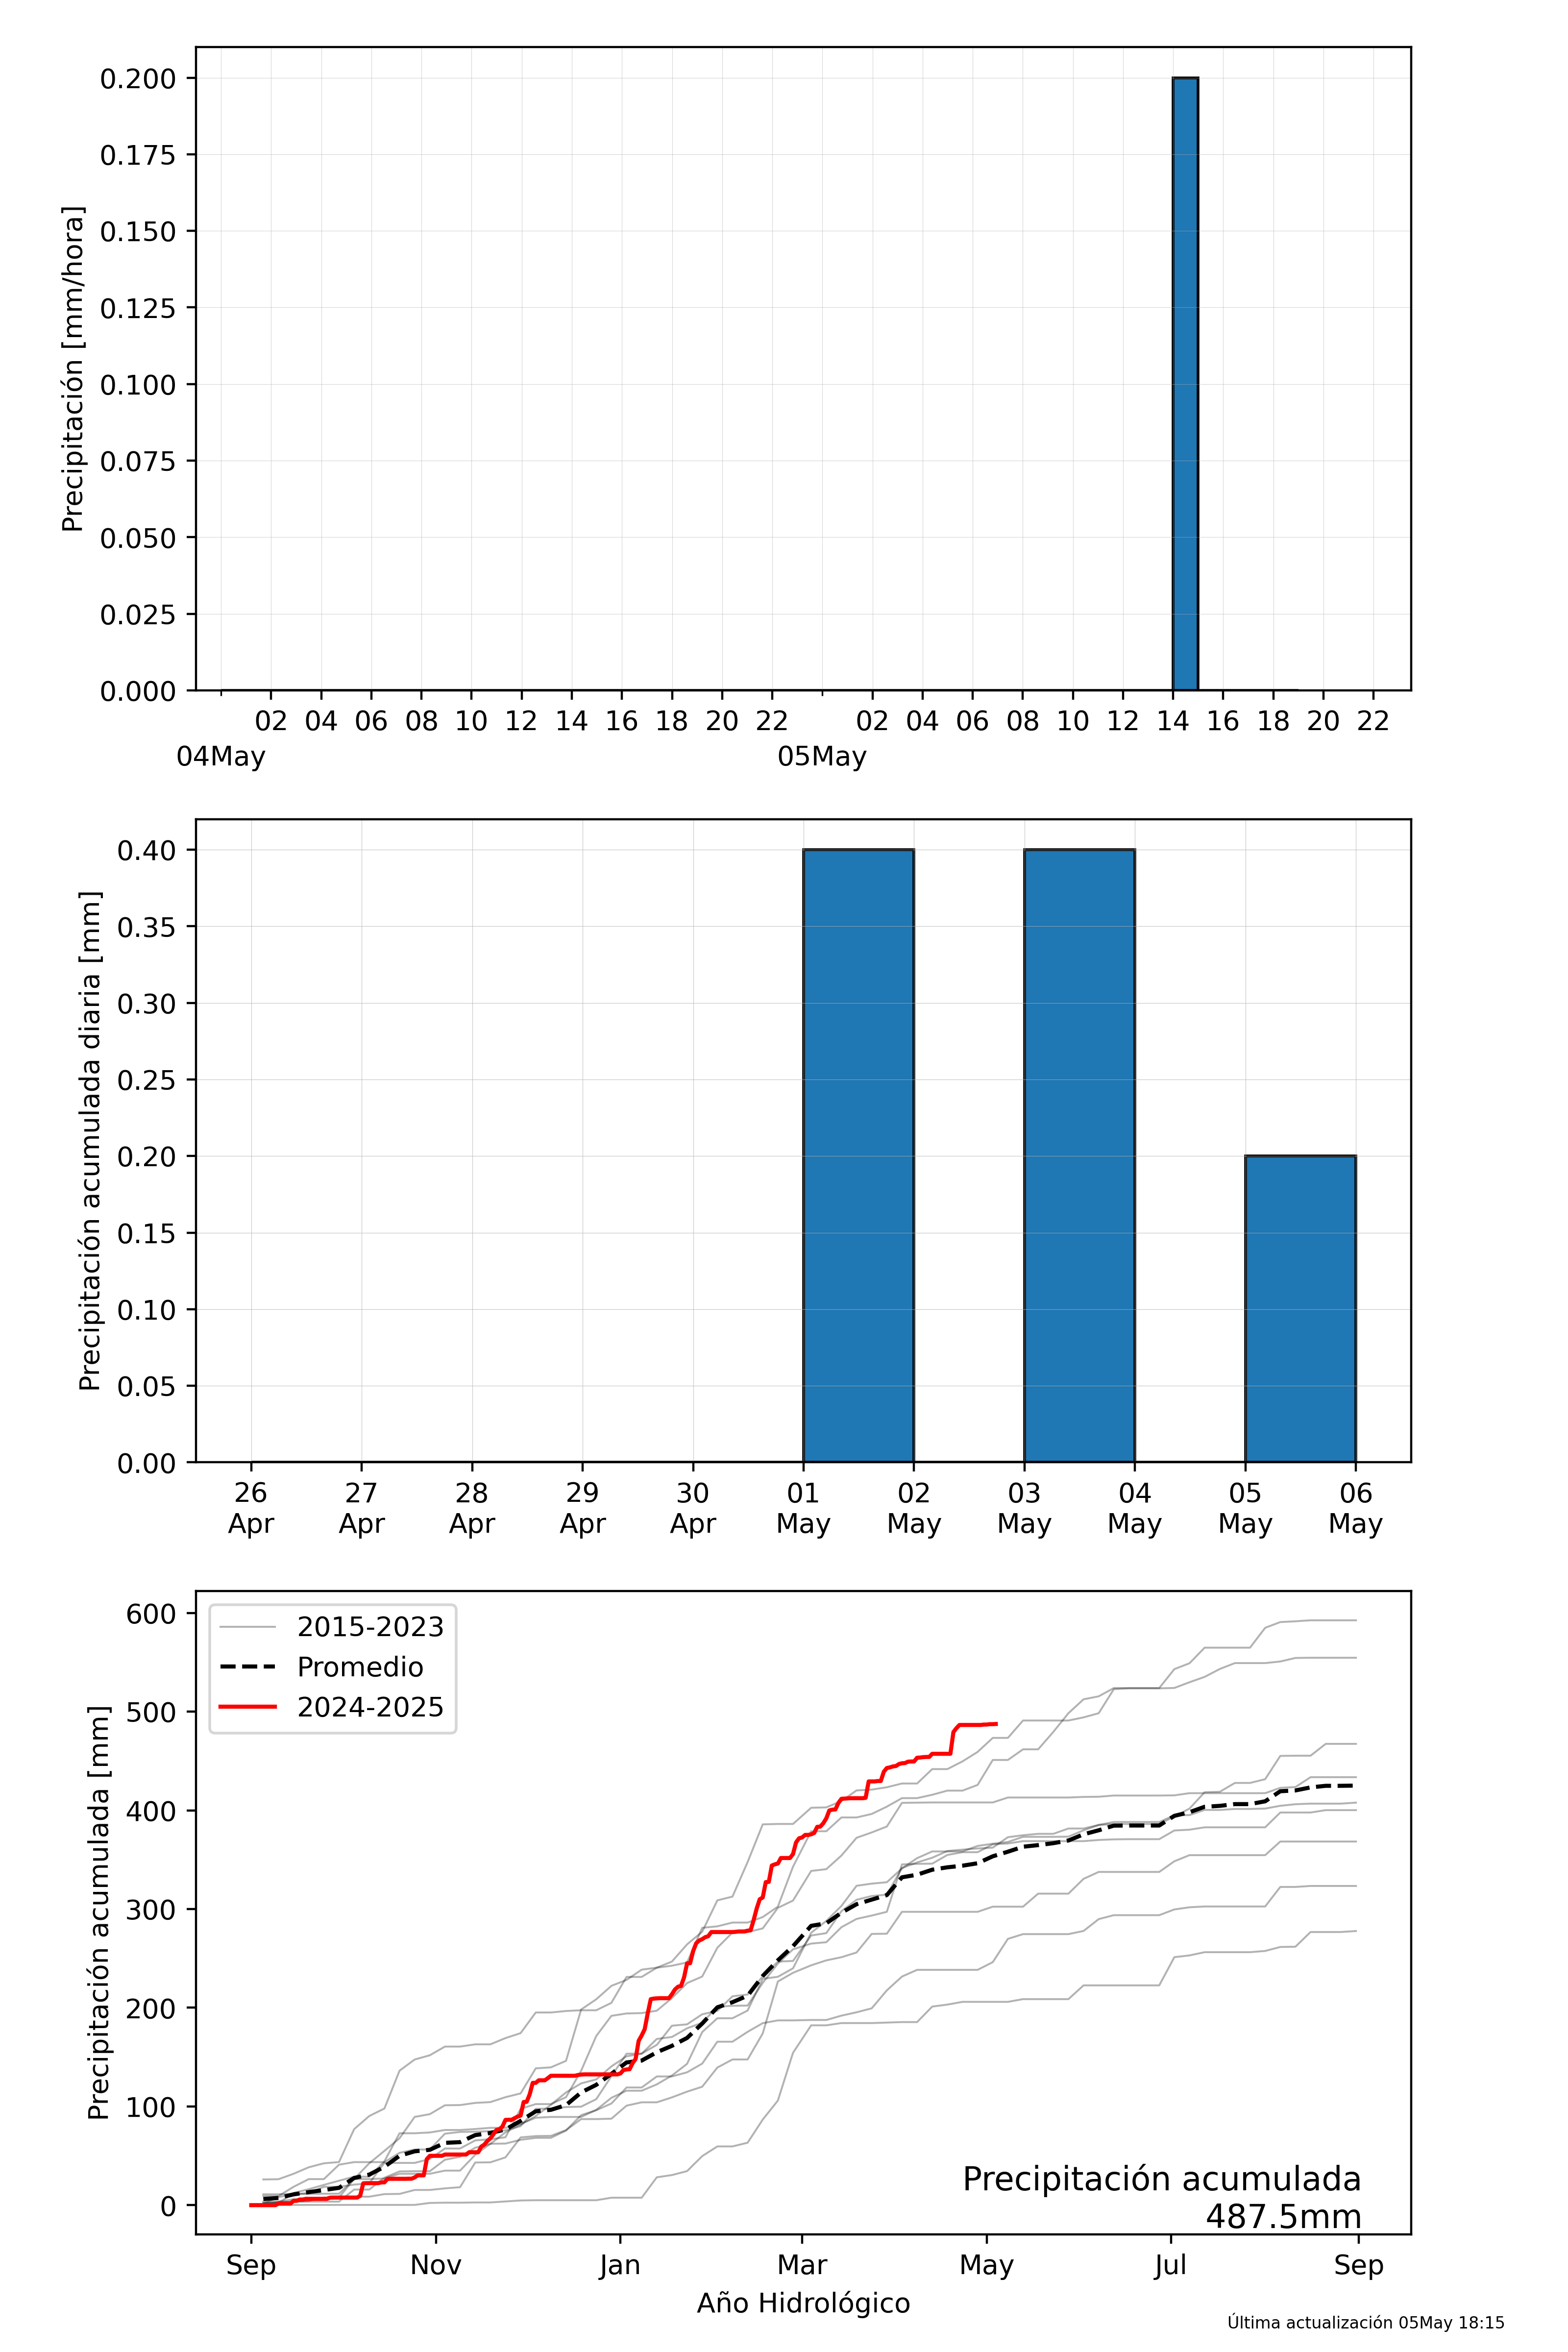 0.200
0.175
0.150
0.125
0.100
0.075
0.050
0.025
0.000
Precipitación [mm/hora]
02 04 06 08 10 12 14 16 18 20 22 02 04 06 08 10 12 14 16 18 20 22
04May 05May
0.40
0.35
0.30
0.25
0.20
0.15
0.10
0.05
0.00
Precipitación acumulada diaria [mm]
26 27 28 29 30 01 02 03 04 05 06
Apr Apr Apr Apr Apr May May May May May May
600
500
400
300
200
100
0
Precipitación acumulada [mm]
2015-2023
Promedio
2024-2025
Precipitación acumulada
487.5mm
Sep Nov Jan Mar May Jul Sep
Año Hidrológico
Última actualización 05May 18:15